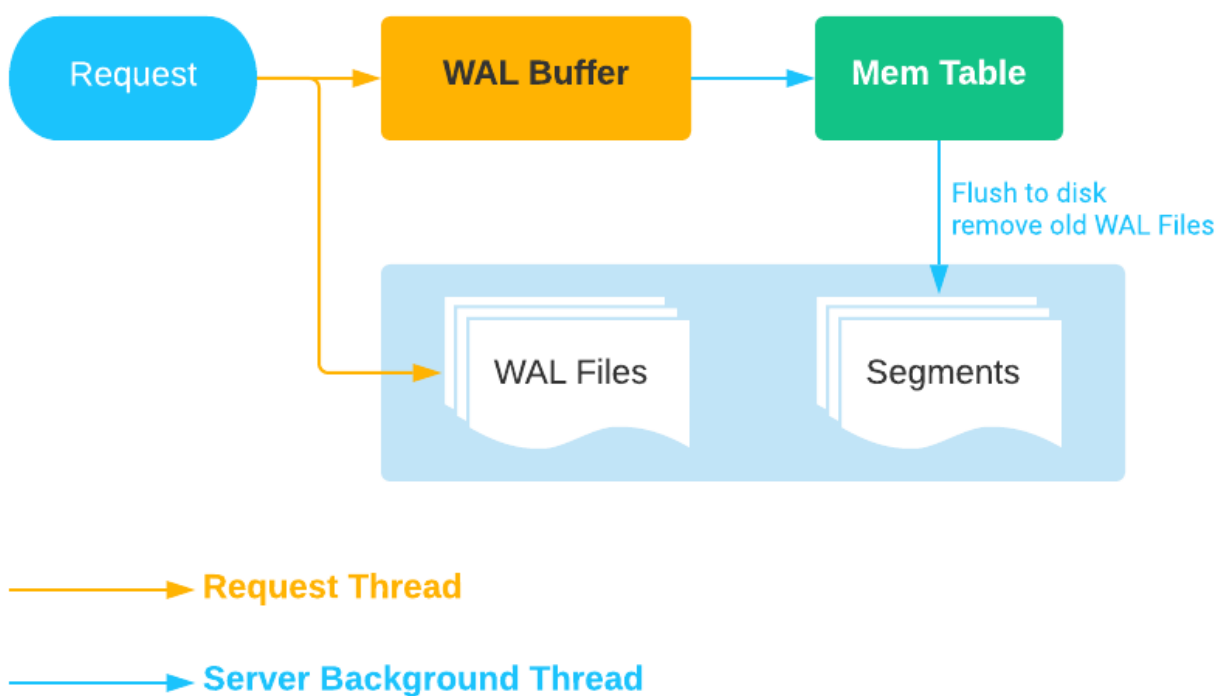 Request
WAL Buffer
Mem Table
Flush to disk
remove old WAL Files
WAL Files
Segments
Request Thread
Server Background Thread